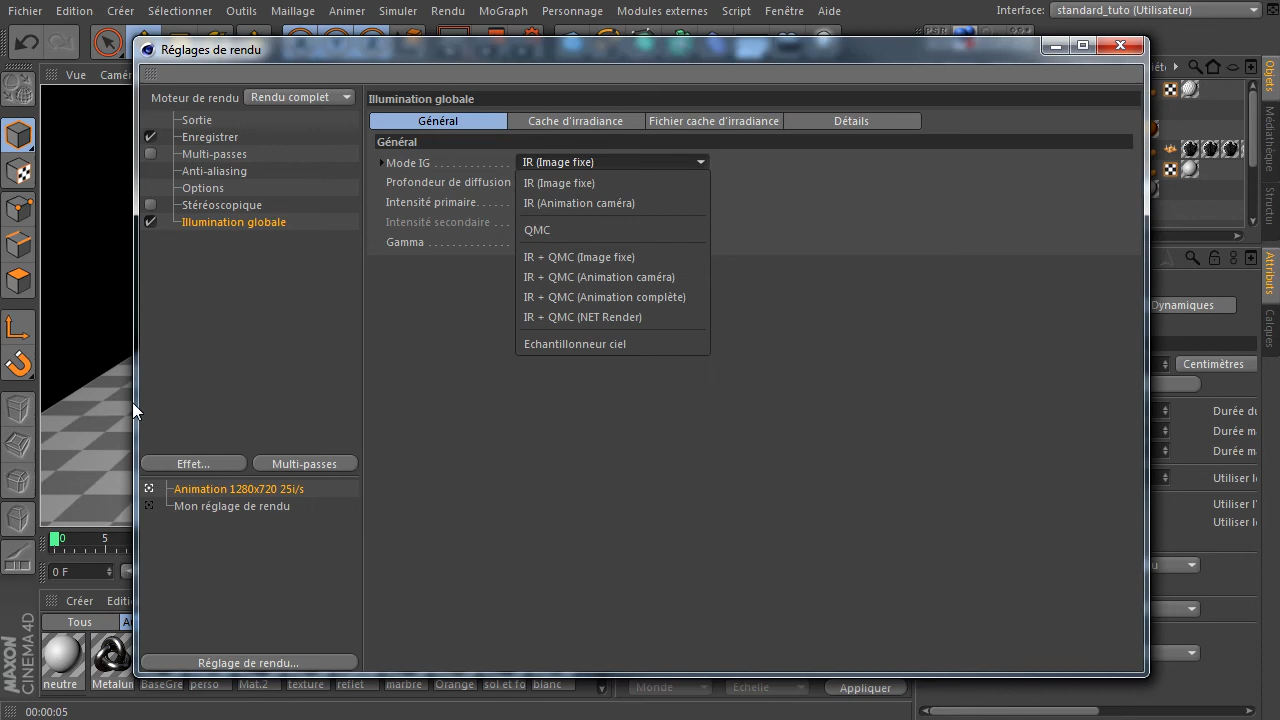 Fichier Edition Créer Sélectionner Outils Maillage Animer Simuler Rendu MoGraph Personnage Modules externes Script Fenêtre Aide Interface: standard_tuto (Utilisateur)
PSR
Vue Camér
Réglages de rendu
Moteur de rendu Rendu complet
Sortie
Enregistrer
Multi-passes
Anti-aliasing
Options
Stéréoscopique
Illumination globale
Effet... Multi-passes
Animation 1280x720 25i/s
Mon réglage de rendu
Réglage de rendu...
Illumination globale
Général Cache d'irradiance Fichier cache d'irradiance Détails
Général
Mode IG IR (Image fixe)
Profondeur de diffusion
Intensité primaire
Intensité secondaire
Gamma
IR (Image fixe)
IR (Animation caméra)
QMC
IR + QMC (Image fixe)
IR + QMC (Animation caméra)
IR + QMC (Animation complète)
IR + QMC (NET Render)
Echantillonneur ciel
Objets
Médiathèque
Structu
Attributs
Calques
Dynamiques
Centimètres
Durée du
Durée m
Durée m
Utiliser l
Utiliser l'
Utiliser l
0 5
0 F
Créer Editi
Tous
neutre Metalun BaseGre perso Mat.2 texture reflet marbre Orange sol et fo blanc
Monde Echelle Appliquer
MAXON
CINEMA 4D
00:00:05